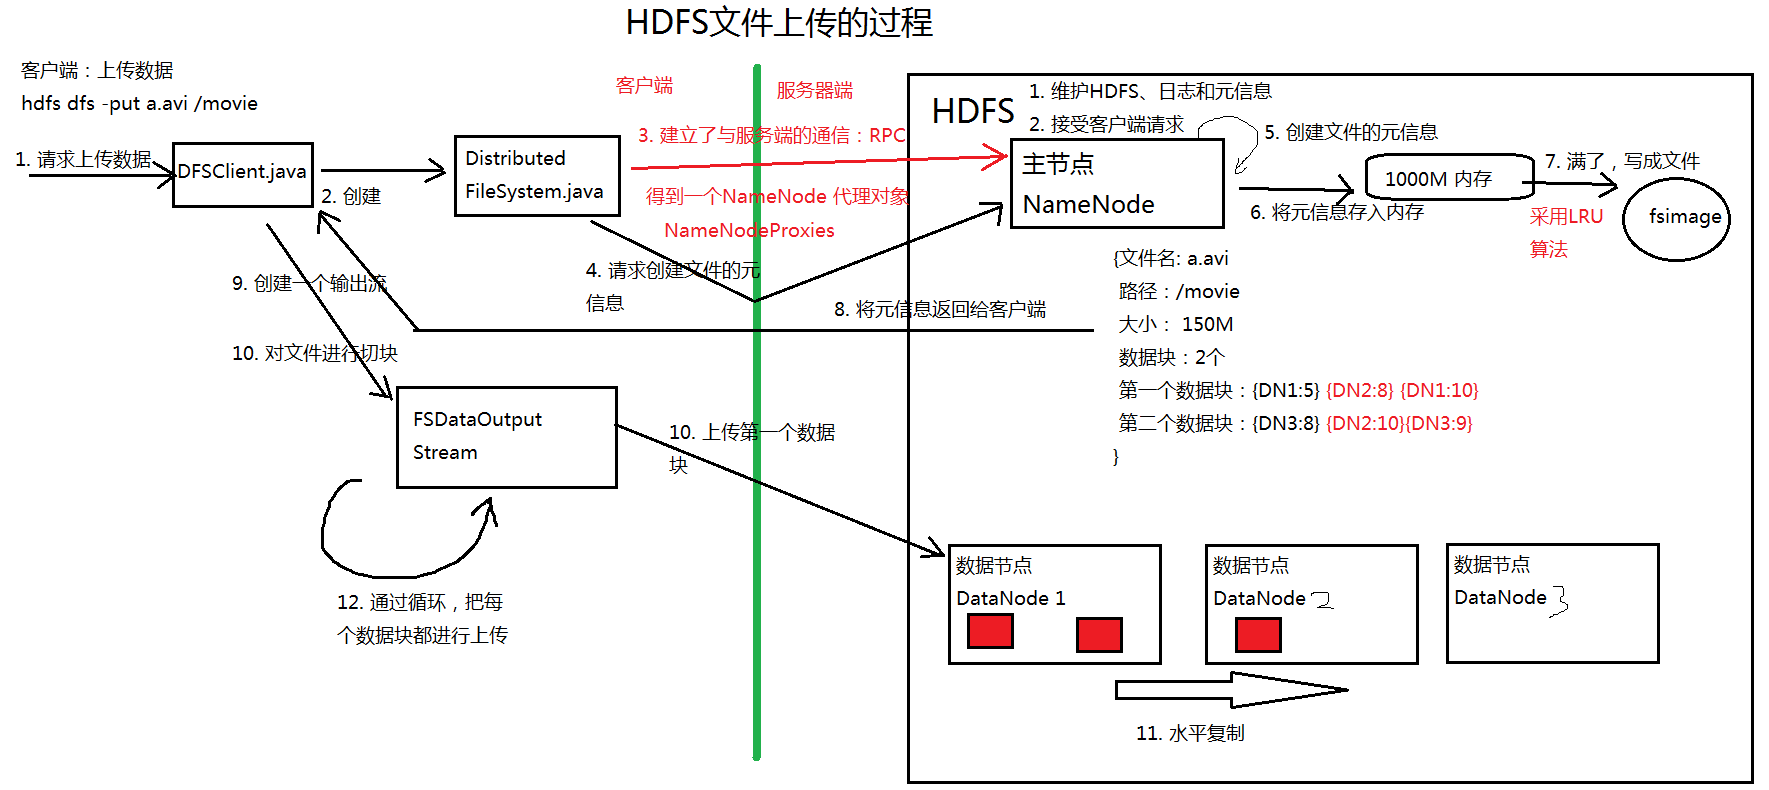 HDFS文件上传的过程
客户端：上传数据
hdfs dfs -put a.avi /movie
客户端
服务器端
1. 请求上传数据
DFSClient.java
2. 创建
Distributed
FileSystem.java
3. 建立了与服务端的通信：RPC
得到一个NameNode 代理对象
NameNodeProxies
4. 请求创建文件的元
信息
HDFS
1. 维护HDFS、日志和元信息
2. 接受客户端请求
主节点
NameNode
5. 创建文件的元信息
6. 将元信息存入内存
1000M 内存
7. 满了，写成文件
采用LRU
算法
fsimage
{文件名: a.avi
路径：/movie
大小： 150M
数据块：2个
第一个数据块：{DN1:5} {DN2:8} {DN1:10}
第二个数据块：{DN3:8} {DN2:10}{DN3:9}
}
8. 将元信息返回给客户端
9. 创建一个输出流
10. 对文件进行切块
FSDataOutput
Stream
10. 上传第一个数据
块
12. 通过循环，把每
个数据块都进行上传
数据节点
DataNode 1
数据节点
DataNode 2
数据节点
DataNode 3
11. 水平复制